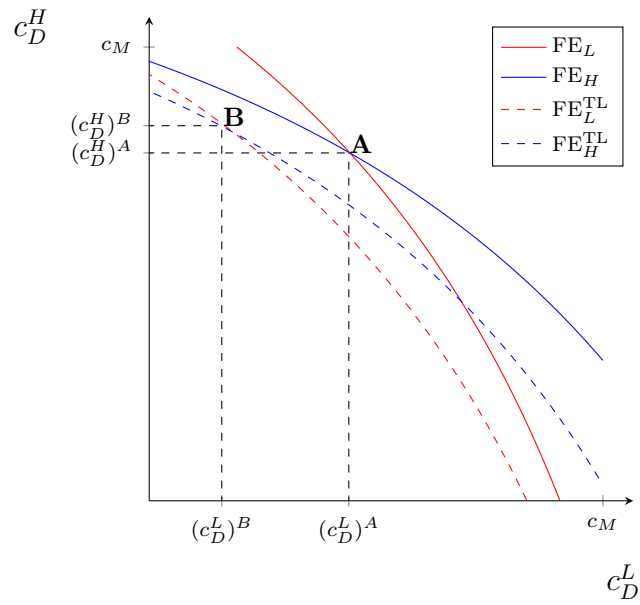 c_D^H
c_M
FE_L
FE_H
FE_L^TL
FE_H^TL
B
(c_D^H)^B
A
(c_D^H)^A
(c_D^L)^B
(c_D^L)^A
c_M
c_D^L